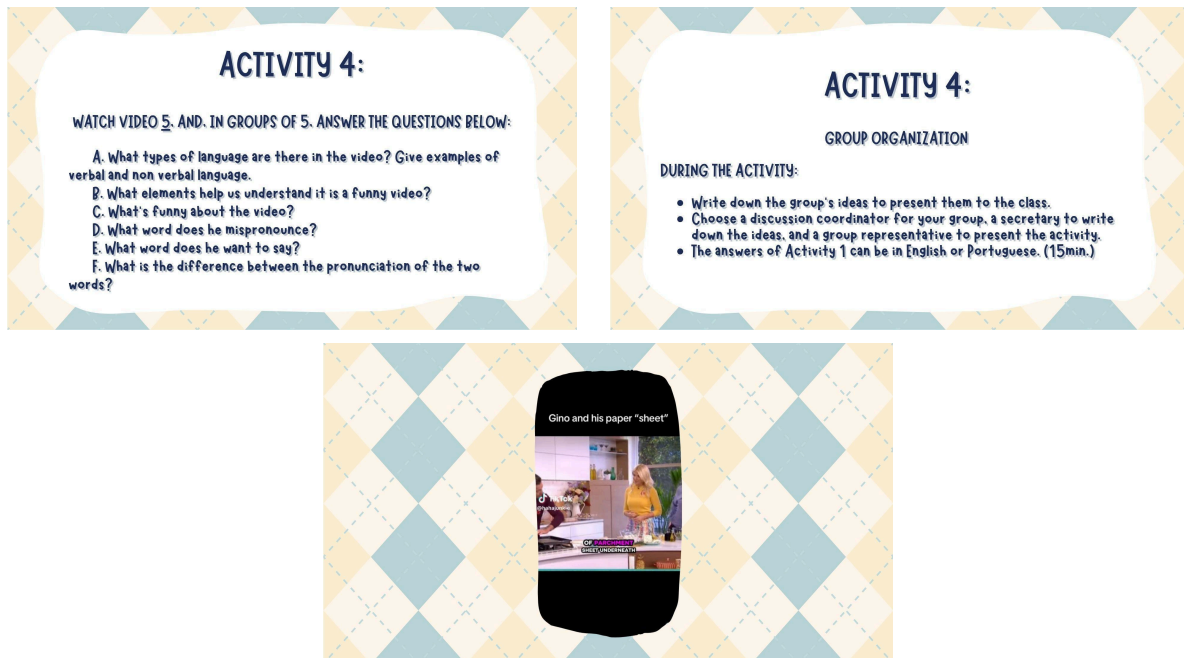 ACTIVITY 4:
WATCH VIDEO 5, AND, IN GROUPS OF 5, ANSWER THE QUESTIONS BELOW:
A. What types of language are there in the video? Give examples of
verbal and non verbal language.
B. What elements help us understand it is a funny video?
C. What's funny about the video?
D. What word does he mispronounce?
E. What word does he want to say?
F. What is the difference between the pronunciation of the two
words?
ACTIVITY 4:
GROUP ORGANIZATION
DURING THE ACTIVITY:
• Write down the group's ideas to present them to the class.
• Choose a discussion coordinator for your group, a secretary to write
down the ideas, and a group representative to present the activity.
• The answers of Activity 1 can be in English or Portuguese. (15min.)
Gino and his paper “sheet”
TikTok
OF PARCHMENT
SHEET UNDERNEATH